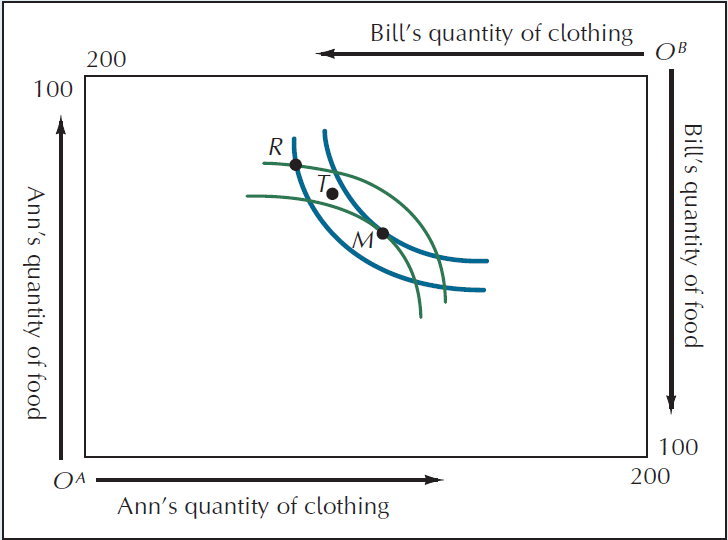 Bill's quantity of clothing
O^B
200
100
R
T
M
Ann's quantity of food
Bill's quantity of food
100
200
O^A
Ann's quantity of clothing